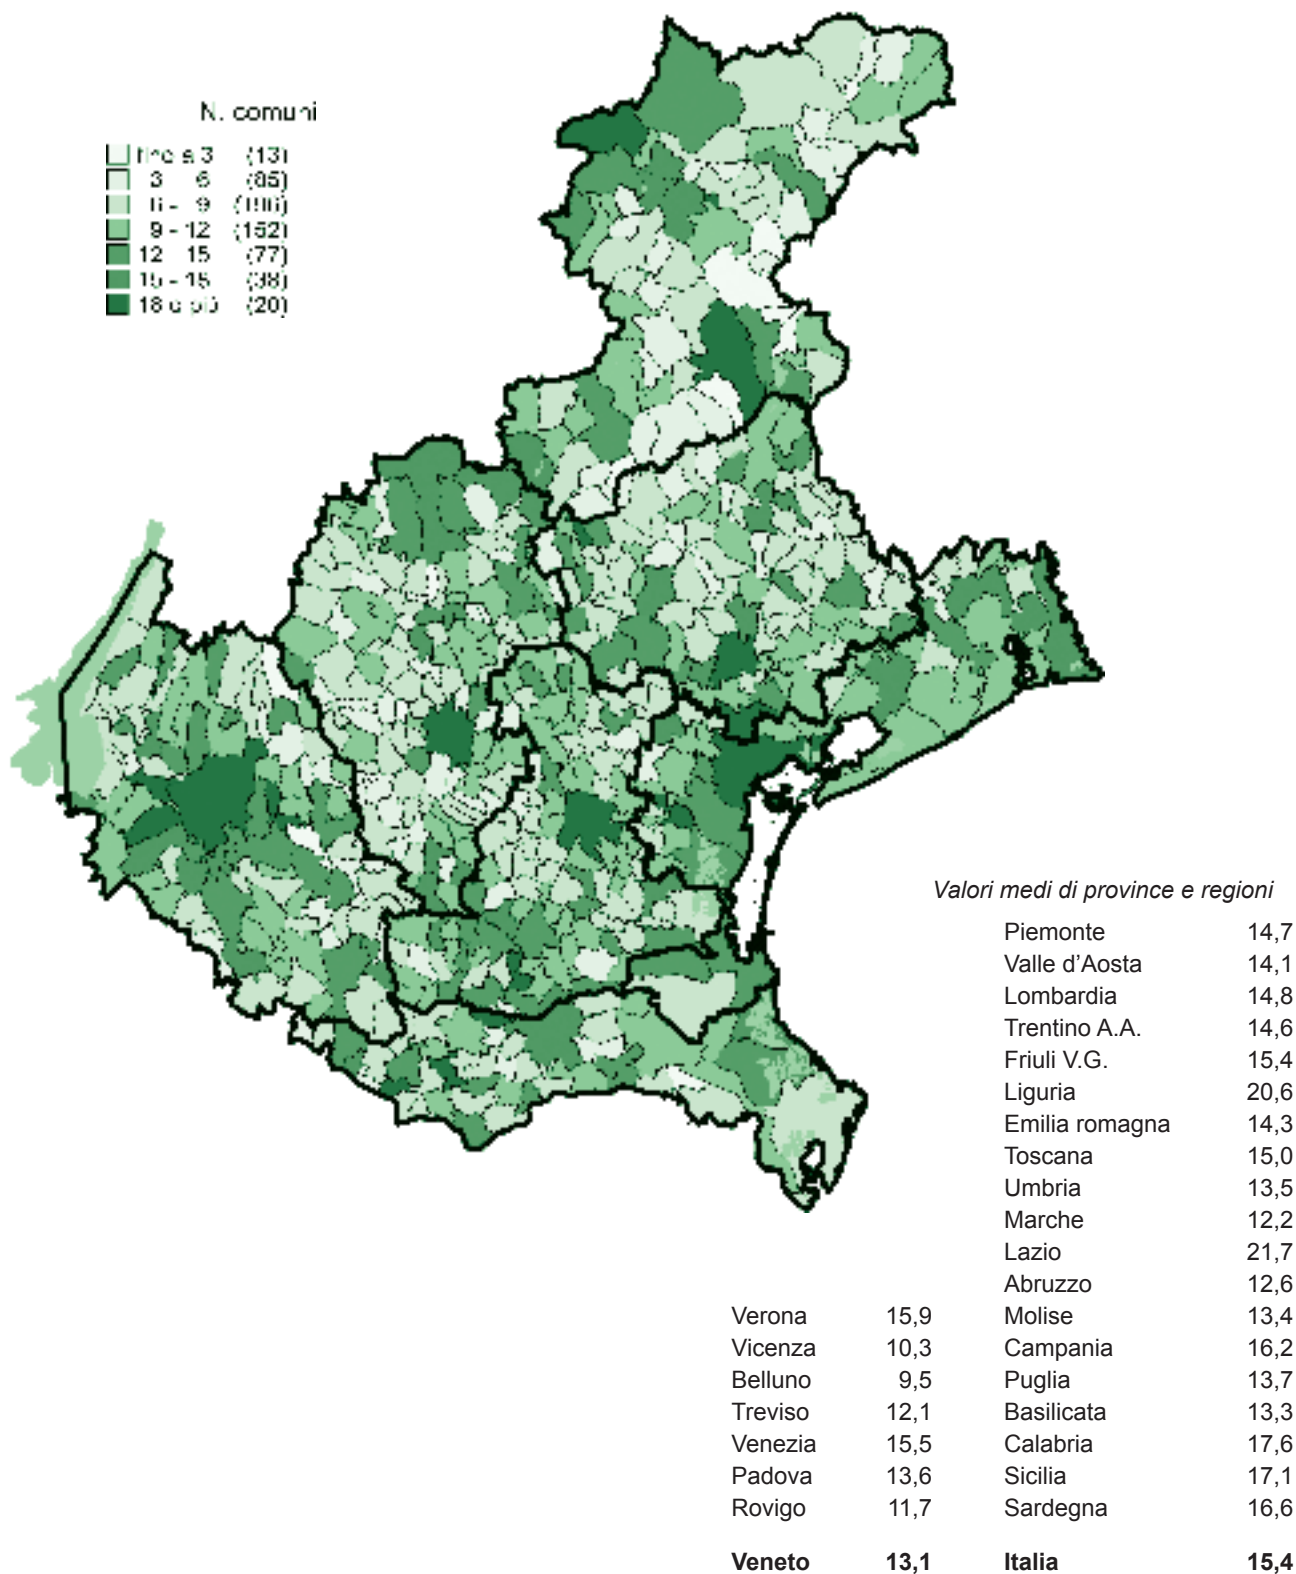 N. comuni
3 (13)
3 6 (85)
9
9 - 12 (152)
12 15 (77)
(38)
18 o più (20)
Valori medi di province e regioni
Piemonte 14,7
Valle d’Aosta 14,1
Lombardia 14,8
Trentino A.A. 14,6
Friuli V.G. 15,4
Liguria 20,6
Emilia romagna 14,3
Toscana 15,0
Umbria 13,5
Marche 12,2
Lazio 21,7
Abruzzo 12,6
Verona 15,9 Molise 13,4
Vicenza 10,3 Campania 16,2
Belluno 9,5 Puglia 13,7
Treviso 12,1 Basilicata 13,3
Venezia 15,5 Calabria 17,6
Padova 13,6 Sicilia 17,1
Rovigo 11,7 Sardegna 16,6
Veneto 13,1 Italia 15,4